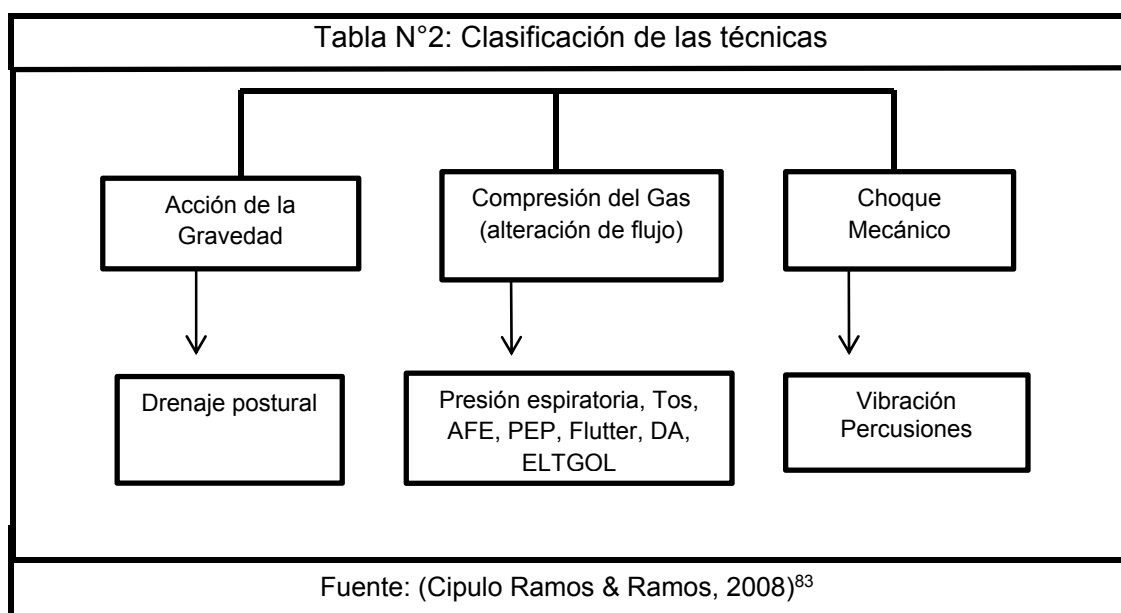 Tabla N°2: Clasificación de las técnicas
Acción de la
Gravedad
Compresión del Gas
(alteración de flujo)
Choque
Mecánico
Drenaje postural
Presión espiratoria, Tos,
AFE, PEP, Flutter, DA,
ELTGOL
Vibración
Percusiones
Fuente: (Cipulo Ramos & Ramos, 2008)83